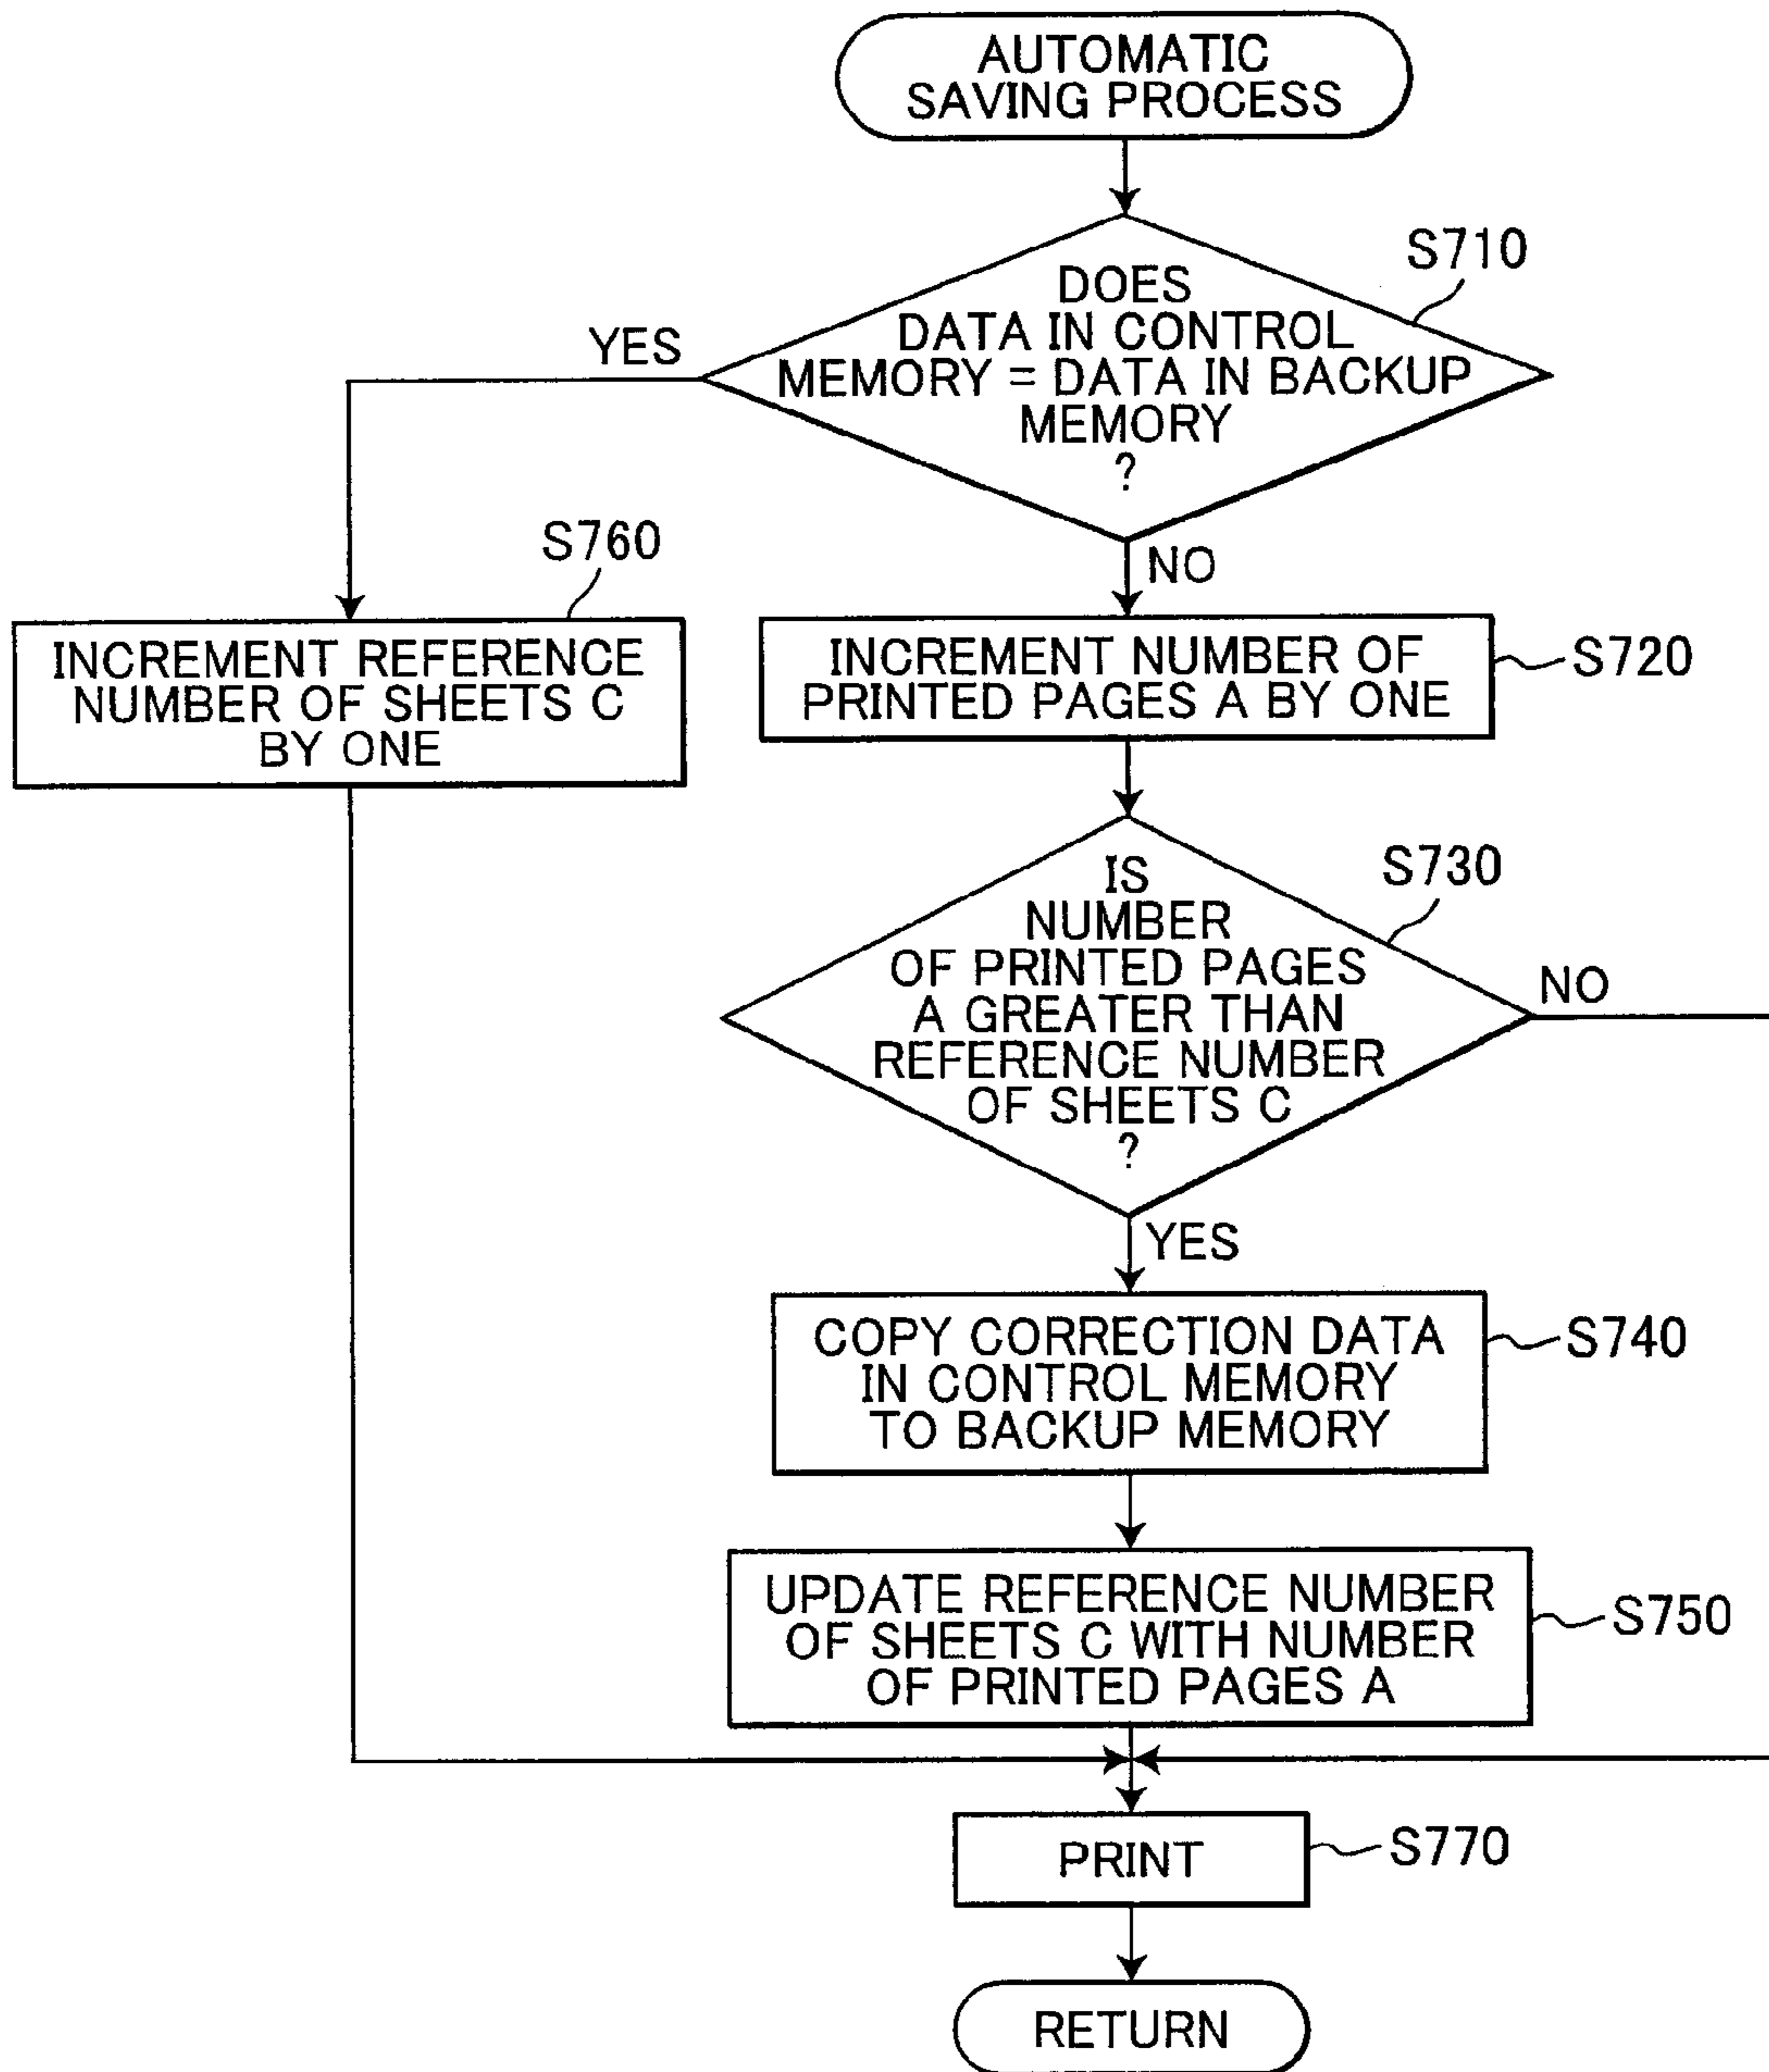 AUTOMATIC
SAVING PROCESS
S710
DOES
DATA IN CONTROL
MEMORY = DATA IN BACKUP
MEMORY
?
YES
NO
S760
INCREMENT REFERENCE
NUMBER OF SHEETS C
BY ONE
INCREMENT NUMBER OF
PRINTED PAGES A BY ONE
S720
S730
IS
NUMBER
OF PRINTED PAGES
A GREATER THAN
REFERENCE NUMBER
OF SHEETS C
?
NO
YES
COPY CORRECTION DATA
IN CONTROL MEMORY
TO BACKUP MEMORY
S740
UPDATE REFERENCE NUMBER
OF SHEETS C WITH NUMBER
OF PRINTED PAGES A
S750
PRINT
S770
RETURN